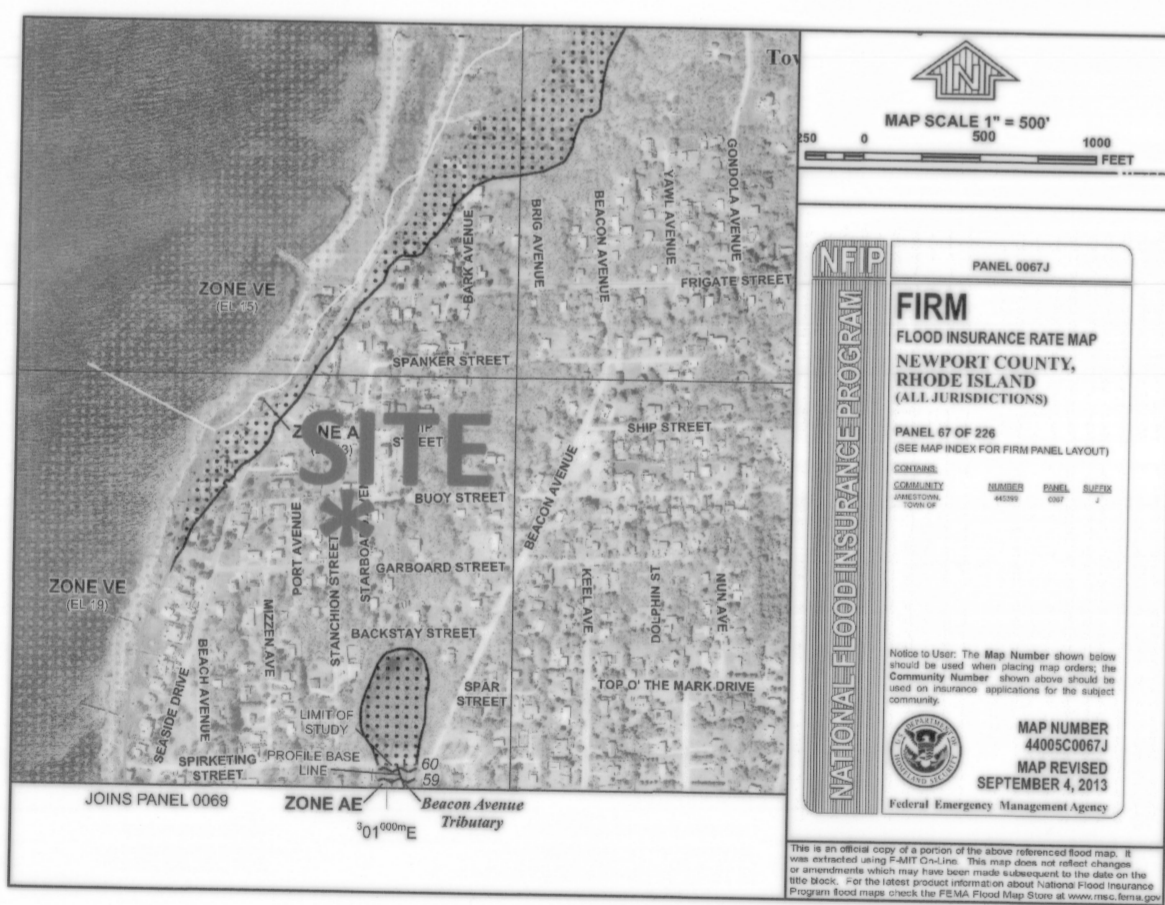 N
MAP SCALE 1" = 500'
250 0 500 1000
FEET
GONDOLA AVENUE
YAWL AVENUE
BEACON AVENUE
BRIG AVENUE
BARK AVENUE
FRIGATE STREET
ZONE VE
(EL 15)
SPANKER STREET
SITE
*
SHIP STREET
STREET
BUOY STREET
BEACON AVENUE
PORT AVENUE
STANCHION STREET
GARBOARD STREET
ZONE VE
(EL 19)
KEEL AVE
DOLPHIN ST
NUN AVE
MIZZEN AVE
BACKSTAY STREET
BEACH AVENUE
SEASIDE DRIVE
SPAR
STREET
TOP O' THE MARK DRIVE
LIMIT OF
STUDY
PROFILE BASE
LINE
SPIRKETING
STREET
60
59
JOINS PANEL 0069
ZONE AE
Beacon Avenue
Tributary
301000mE
NFIP
NATIONAL FLOOD INSURANCE PROGRAM
PANEL 0067J
FIRM
FLOOD INSURANCE RATE MAP
NEWPORT COUNTY,
RHODE ISLAND
(ALL JURISDICTIONS)
PANEL 67 OF 226
(SEE MAP INDEX FOR FIRM PANEL LAYOUT)
CONTAINS:
COMMUNITY NUMBER PANEL SUFFIX
JAMESTOWN, 0067 J
TOWN OF
Notice to User: The Map Number shown below
should be used when placing map orders; the
Community Number shown above should be
used on insurance applications for the subject
community.
U.S. DEPARTMENT OF
HOMELAND SECURITY
MAP NUMBER
44005C0067J
MAP REVISED
SEPTEMBER 4, 2013
Federal Emergency Management Agency
This is an official copy of a portion of the above referenced flood map. It
was extracted using F-MIT On-Line. This map does not reflect changes
or amendments which may have been made subsequent to the date on the
title block. For the latest product information about National Flood Insurance
Program flood maps check the FEMA Flood Map Store at www.msc.fema.gov